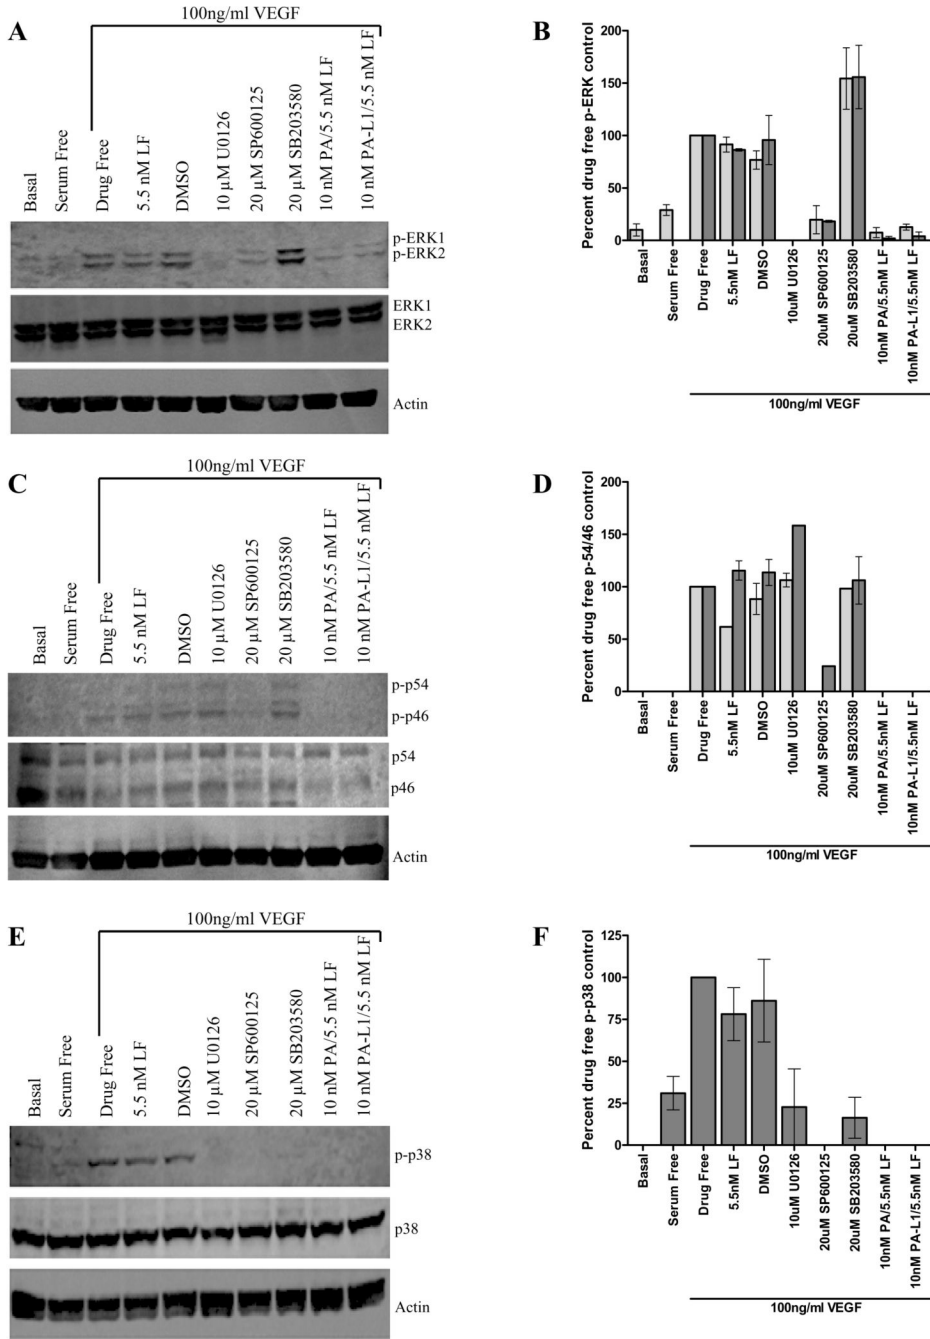 A
100ng/ml VEGF
Basal
Serum Free
Drug Free
5.5 nM LF
DMSO
10 µM U0126
20 µM SP600125
20 µM SB203580
10 nM PA/5.5 nM LF
10 nM PA-L1/5.5 nM LF
p-ERK1
p-ERK2
ERK1
ERK2
Actin
B
Percent drug free p-ERK control
200
150
100
50
0
Basal
Serum Free
Drug Free
5.5nM LF
DMSO
10uM U0126
20uM SP600125
20uM SB203580
10nM PA/5.5nM LF
10nM PA-L1/5.5nM LF
100ng/ml VEGF
C
100ng/ml VEGF
Basal
Serum Free
Drug Free
5.5 nM LF
DMSO
10 µM U0126
20 µM SP600125
20 µM SB203580
10 nM PA/5.5 nM LF
10 nM PA-L1/5.5 nM LF
p-p54
p-p46
p54
p46
Actin
D
Percent drug free p-54/46 control
200
150
100
50
0
Basal
Serum Free
Drug Free
5.5nM LF
DMSO
10uM U0126
20uM SP600125
20uM SB203580
10nM PA/5.5nM LF
10nM PA-L1/5.5nM LF
100ng/ml VEGF
E
100ng/ml VEGF
Basal
Serum Free
Drug Free
5.5 nM LF
DMSO
10 µM U0126
20 µM SP600125
20 µM SB203580
10 nM PA/5.5 nM LF
10 nM PA-L1/5.5 nM LF
p-p38
p38
Actin
F
Percent drug free p-p38 control
125
100
75
50
25
0
Basal
Serum Free
Drug Free
5.5nM LF
DMSO
10uM U0126
20uM SP600125
20uM SB203580
10nM PA/5.5nM LF
10nM PA-L1/5.5nM LF
100ng/ml VEGF